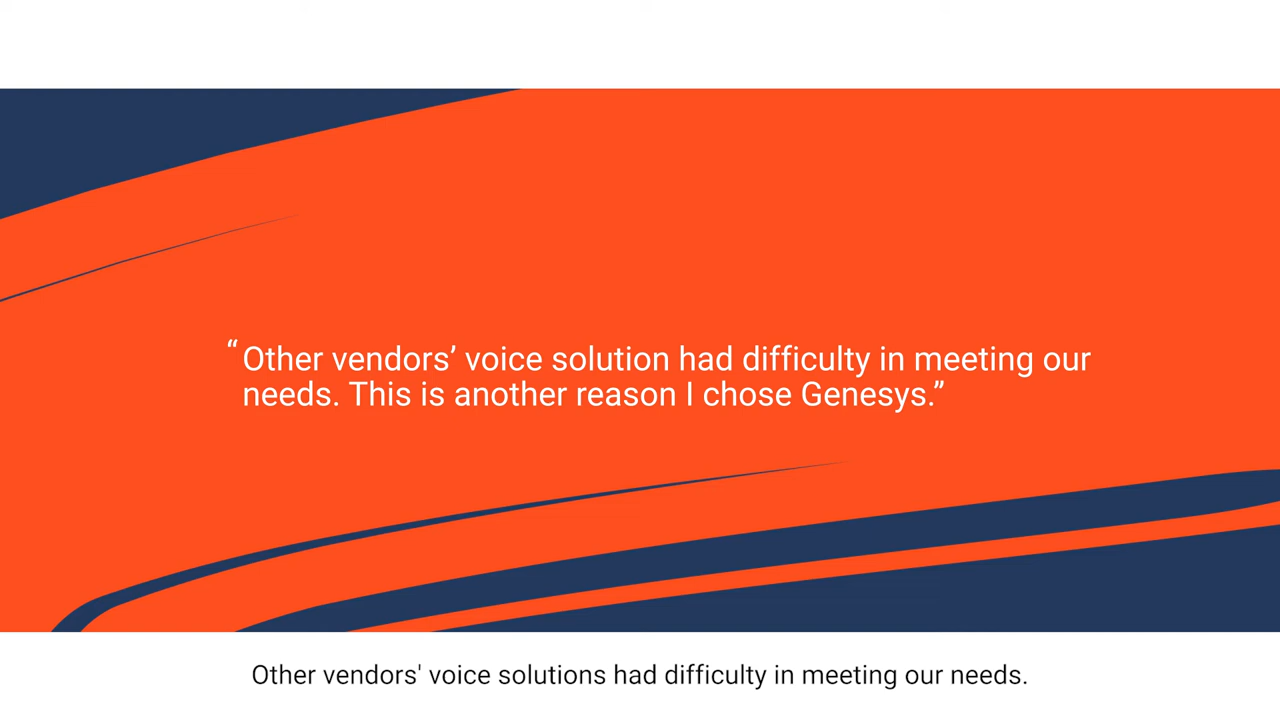 “Other vendors’ voice solution had difficulty in meeting our
needs. This is another reason I chose Genesys.”
Other vendors' voice solutions had difficulty in meeting our needs.